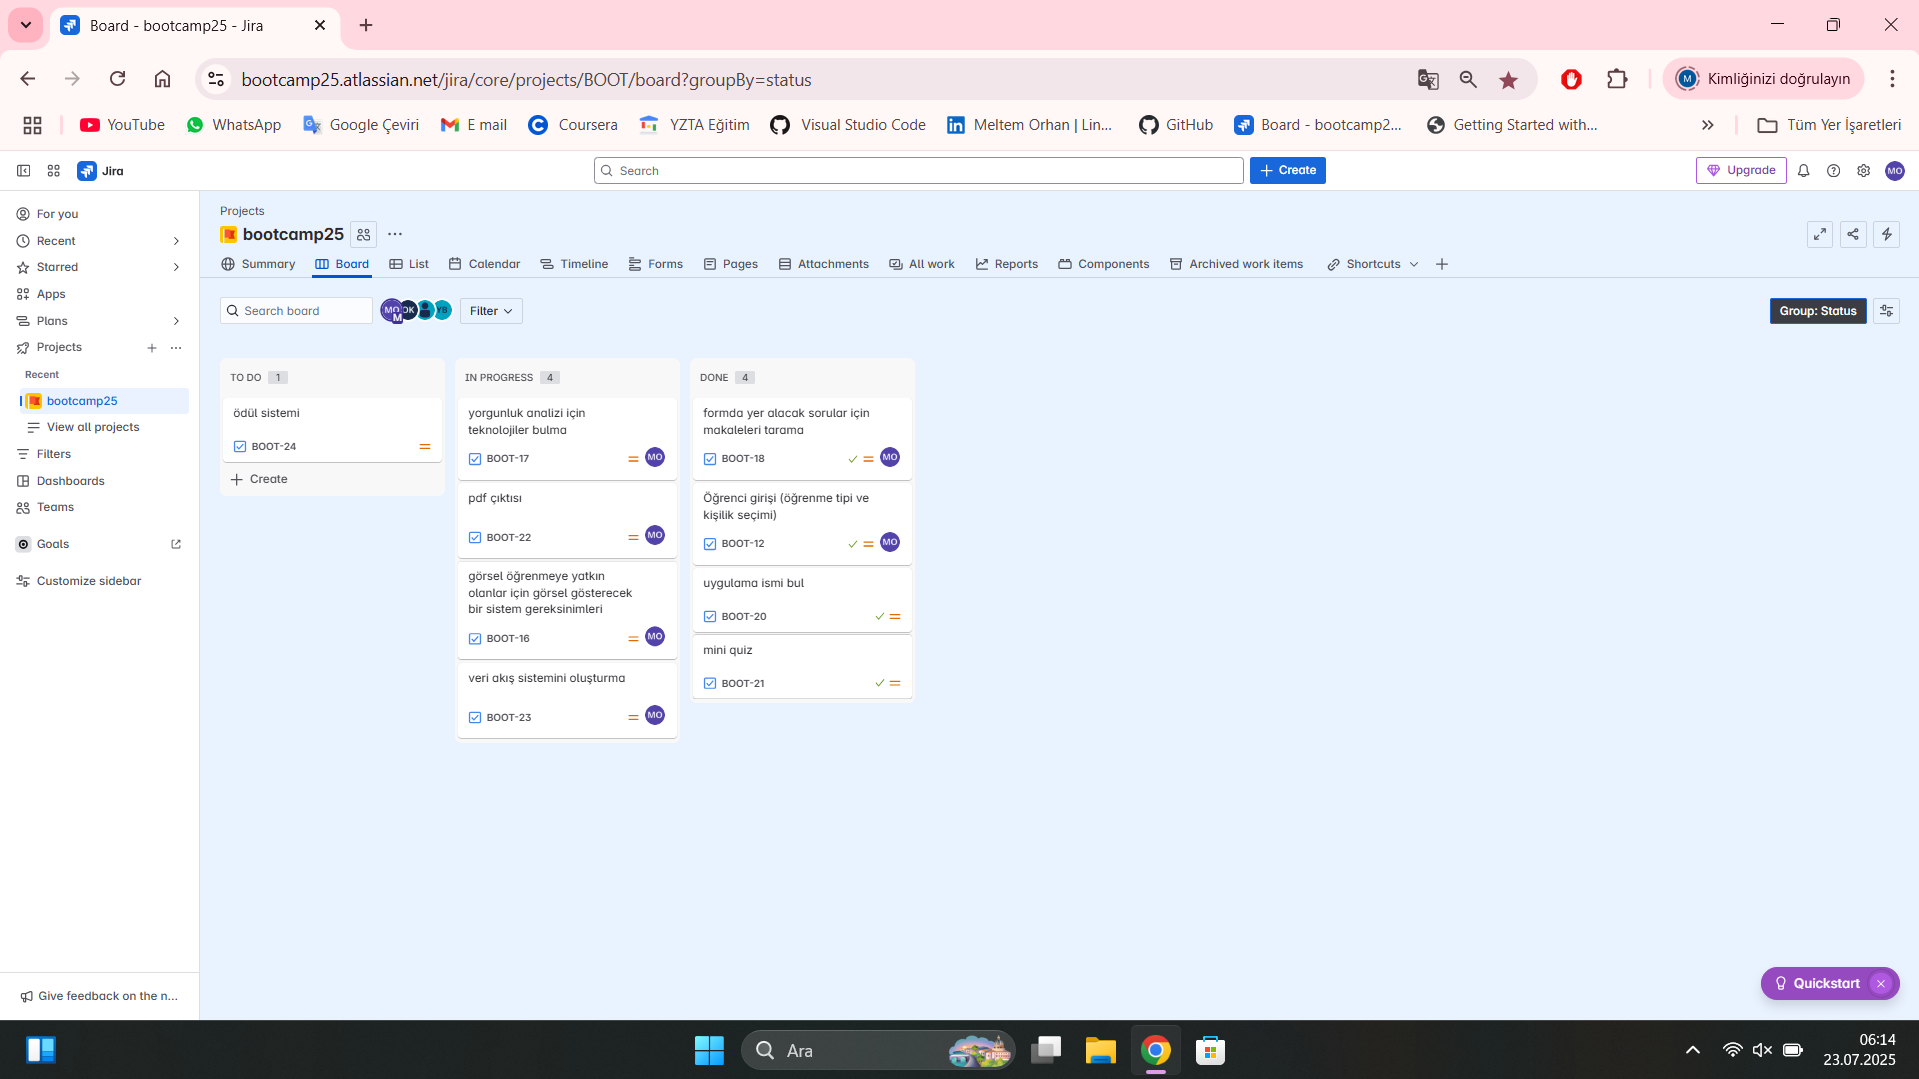 Board - bootcamp25 - Jira
bootcamp25.atlassian.net/jira/core/projects/BOOT/board?groupBy=status
M
Kimliğinizi doğrulayın
YouTube
WhatsApp
Google Çeviri
E mail
Coursera
YZTA Eğitim
Visual Studio Code
Meltem Orhan | Lin...
GitHub
Board - bootcamp2...
Getting Started with...
Tüm Yer İşaretleri
Jira
Search
Create
Upgrade
MO
For you
Recent
Starred
Apps
Plans
Projects
Recent
bootcamp25
View all projects
Filters
Dashboards
Teams
Goals
Customize sidebar
Give feedback on the n...
Projects
bootcamp25
Summary
Board
List
Calendar
Timeline
Forms
Pages
Attachments
All work
Reports
Components
Archived work items
Shortcuts
Search board
MO
M
DK
YB
Filter
Group: Status
TO DO 1
ödül sistemi
BOOT-24
Create
IN PROGRESS 4
yorgunluk analizi için
teknolojiler bulma
BOOT-17
MO
pdf çıktısı
BOOT-22
MO
görsel öğrenmeye yatkın
olanlar için görsel gösterecek
bir sistem gereksinimleri
BOOT-16
MO
veri akış sistemini oluşturma
BOOT-23
MO
DONE 4
formda yer alacak sorular için
makaleleri tarama
BOOT-18
MO
Öğrenci girişi (öğrenme tipi ve
kişilik seçimi)
BOOT-12
MO
uygulama ismi bul
BOOT-20
mini quiz
BOOT-21
Quickstart
Ara
06:14
23.07.2025